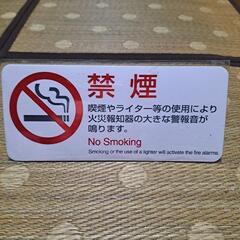 禁煙
喫煙やライター等の使用により
火災報知器の大きな警報音が
鳴ります。
No Smoking
Smoking or the use of a lighter will activate the fire alarms.